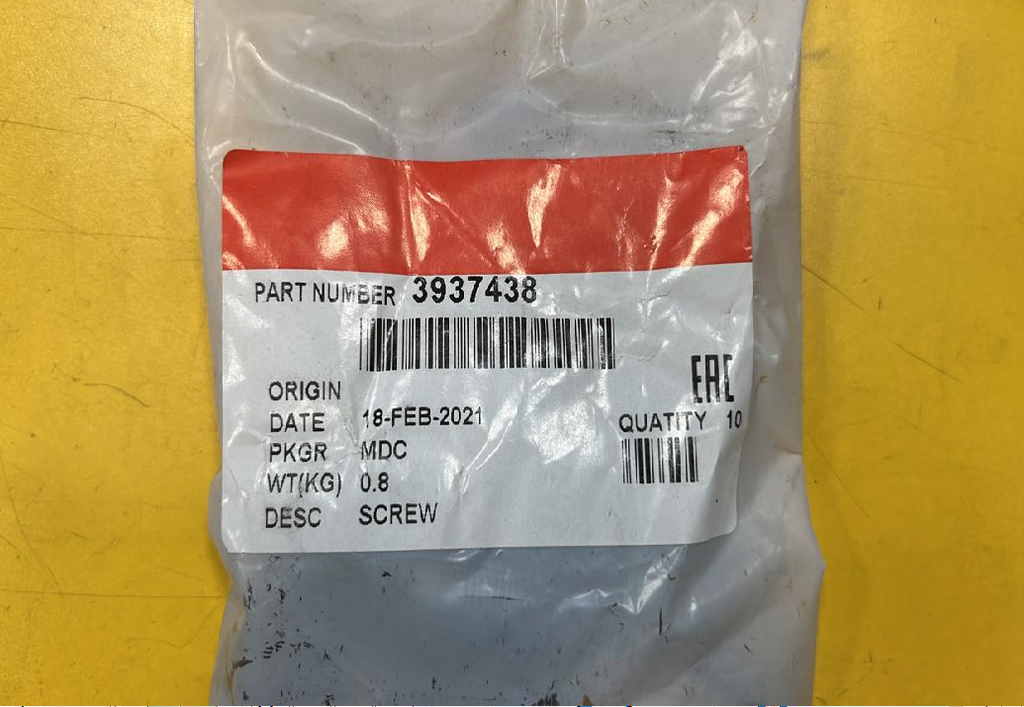 PART NUMBER 3937438
EAC
ORIGIN
DATE 18-FEB-2021
QUATITY 10
PKGR MDC
WT(KG) 0.8
DESC SCREW